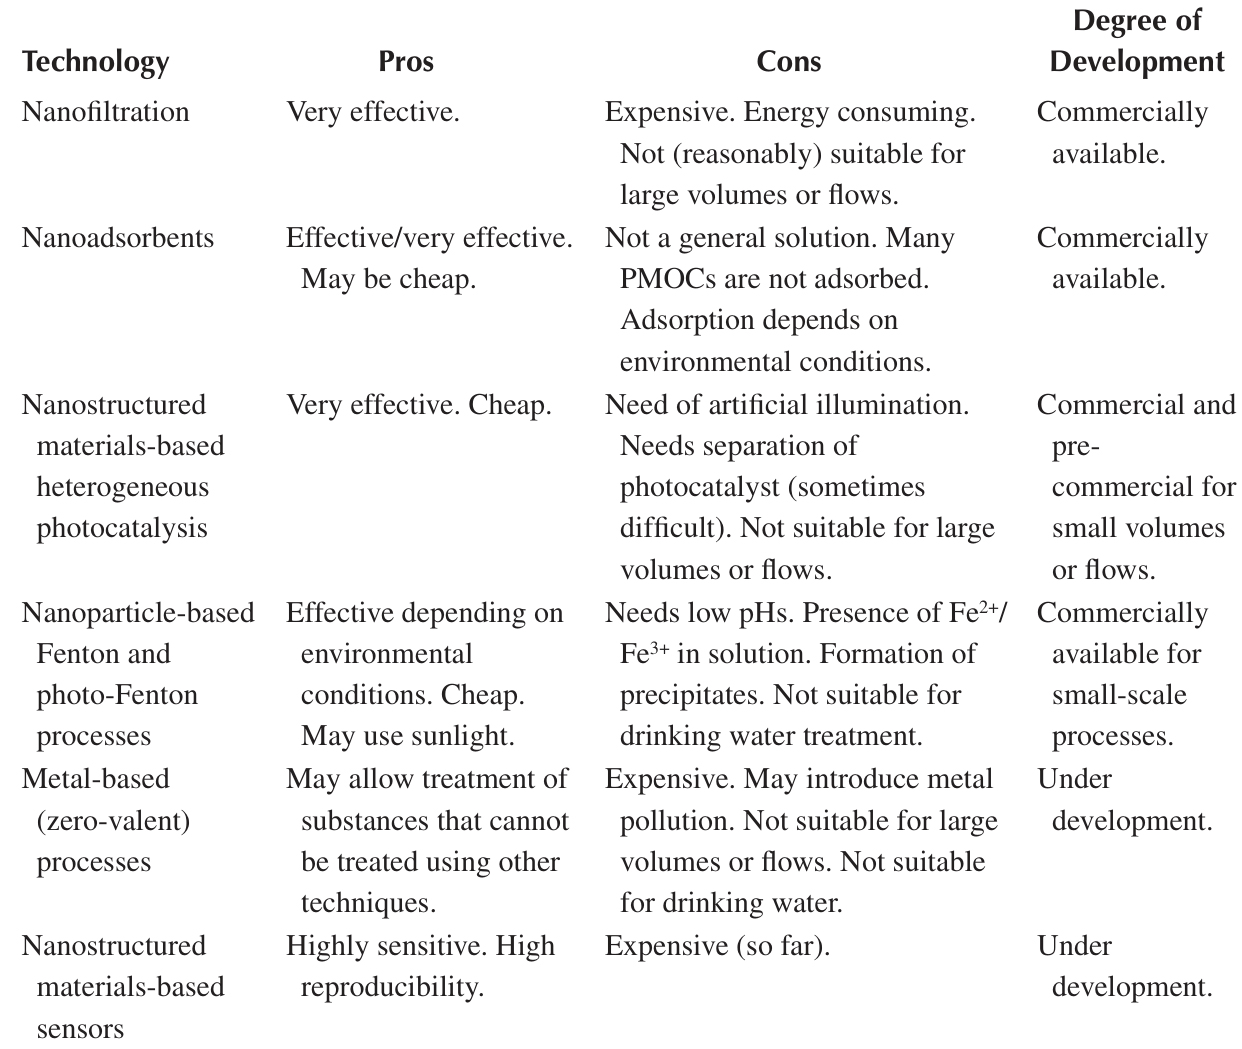 Technology Pros Cons Degree of
Development
Nanofiltration Very effective. Expensive. Energy consuming. Commercially
Not (reasonably) suitable for available.
large volumes or flows.
Nanoadsorbents Effective/very effective. Not a general solution. Many Commercially
May be cheap. PMOCs are not adsorbed. available.
Adsorption depends on
environmental conditions.
Nanostructured Very effective. Cheap. Need of artificial illumination. Commercial and
materials-based Needs separation of pre-
heterogeneous photocatalyst (sometimes commercial for
photocatalysis difficult). Not suitable for large small volumes
volumes or flows. or flows.
Nanoparticle-based Effective depending on Needs low pHs. Presence of Fe²⁺/ Commercially
Fenton and environmental Fe³⁺ in solution. Formation of available for
photo-Fenton conditions. Cheap. precipitates. Not suitable for small-scale
processes May use sunlight. drinking water treatment. processes.
Metal-based May allow treatment of Expensive. May introduce metal Under
(zero-valent) substances that cannot pollution. Not suitable for large development.
processes be treated using other volumes or flows. Not suitable
techniques. for drinking water.
Nanostructured Highly sensitive. High Expensive (so far). Under
materials-based reproducibility. development.
sensors